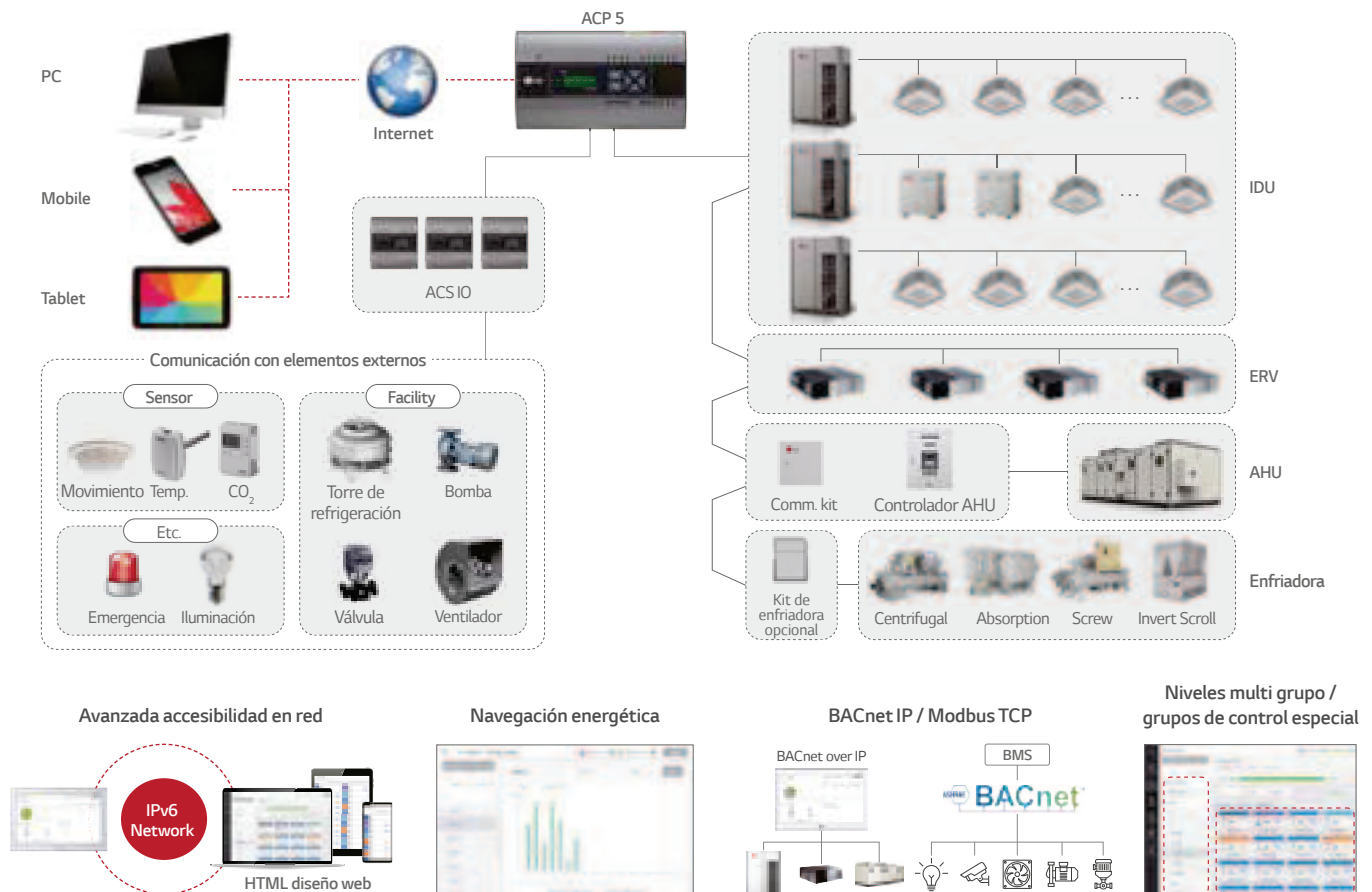 ACP 5
PC
Internet
Mobile
IDU
ACS IO
Tablet
Comunicación con elementos externos
Sensor
Facility
ERV
Movimiento
Temp.
CO₂
Torre de
refrigeración
Bomba
Comm. kit
Controlador AHU
AHU
Etc.
Emergencia
Iluminación
Válvula
Ventilador
Kit de
enfriadora
opcional
Centrifugal
Absorption
Screw
Invert Scroll
Enfriadora
Avanzada accesibilidad en red
Navegación energética
BACnet IP / Modbus TCP
Niveles multi grupo /
grupos de control especial
IPv6
Network
HTML diseño web
BACnet over IP
BMS
BACnet